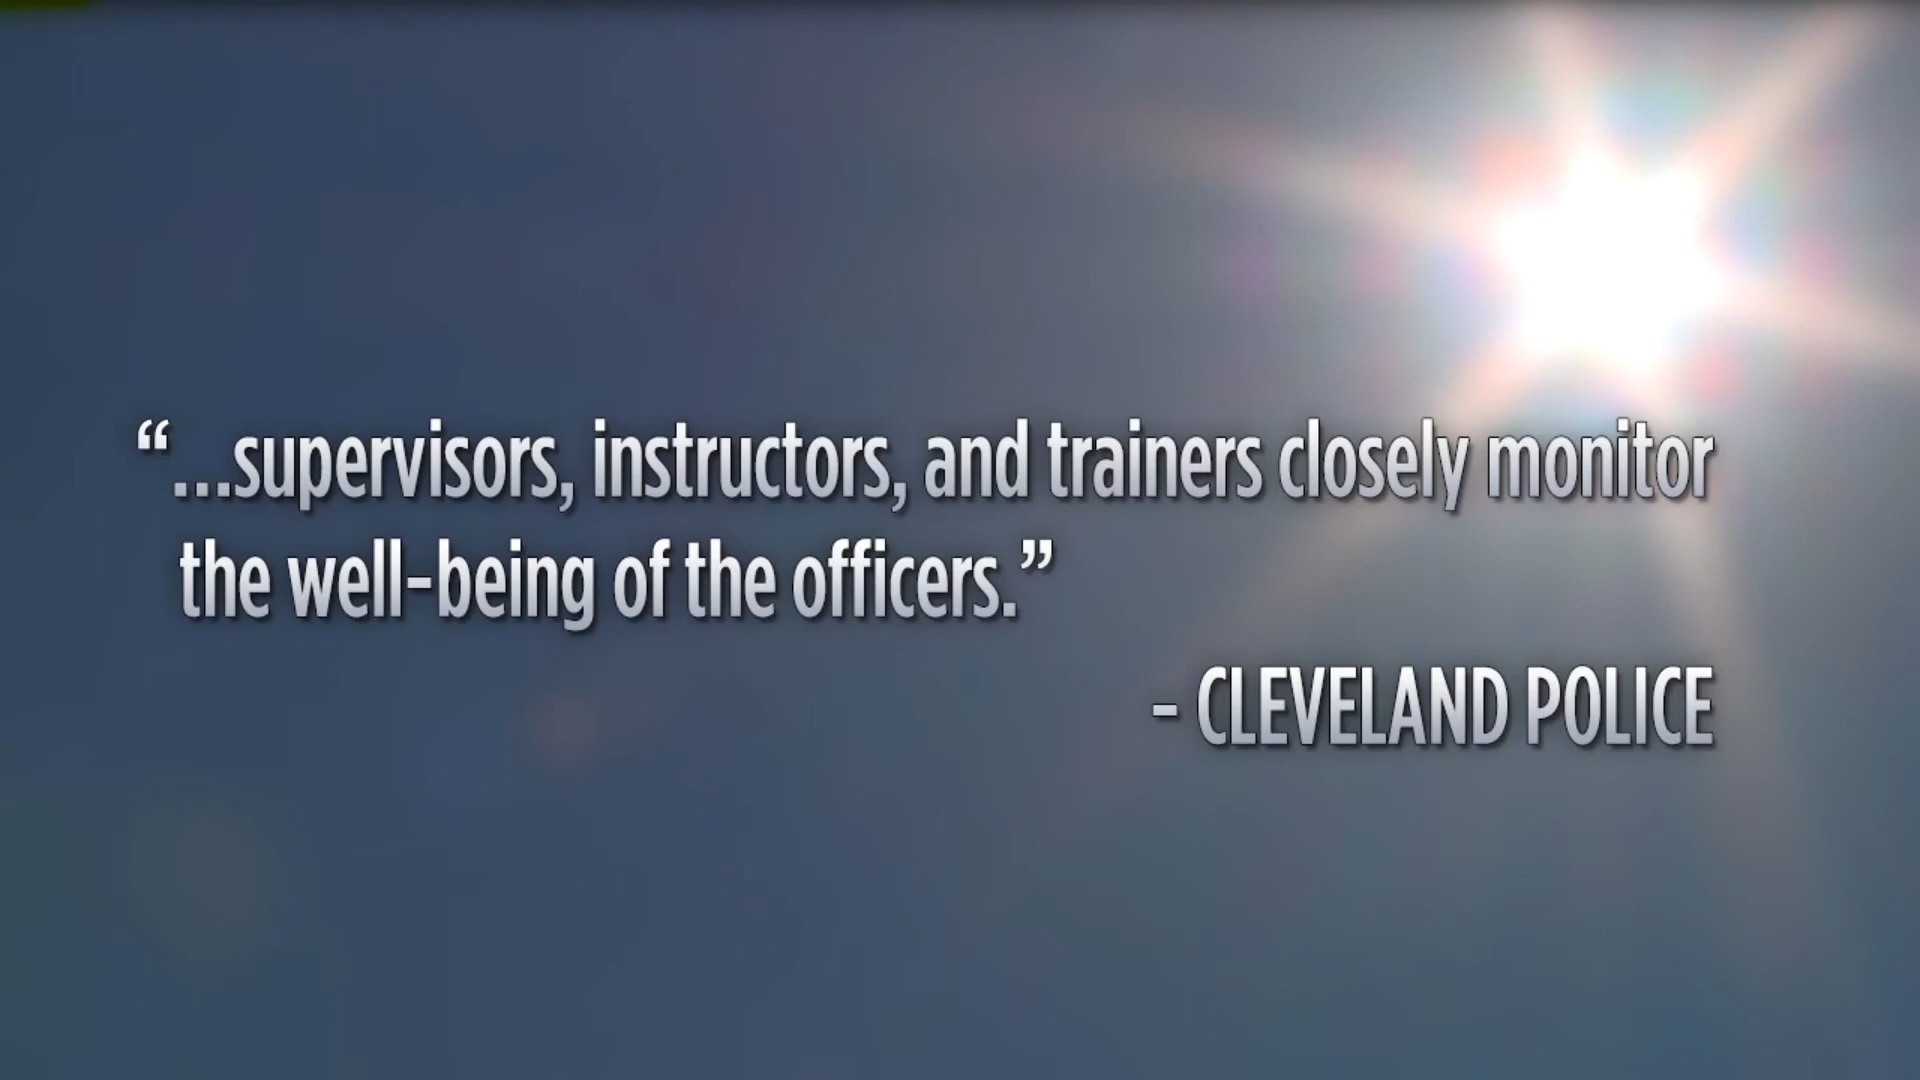 “...supervisors, instructors, and trainers closely monitor
the well-being of the officers.”
- CLEVELAND POLICE